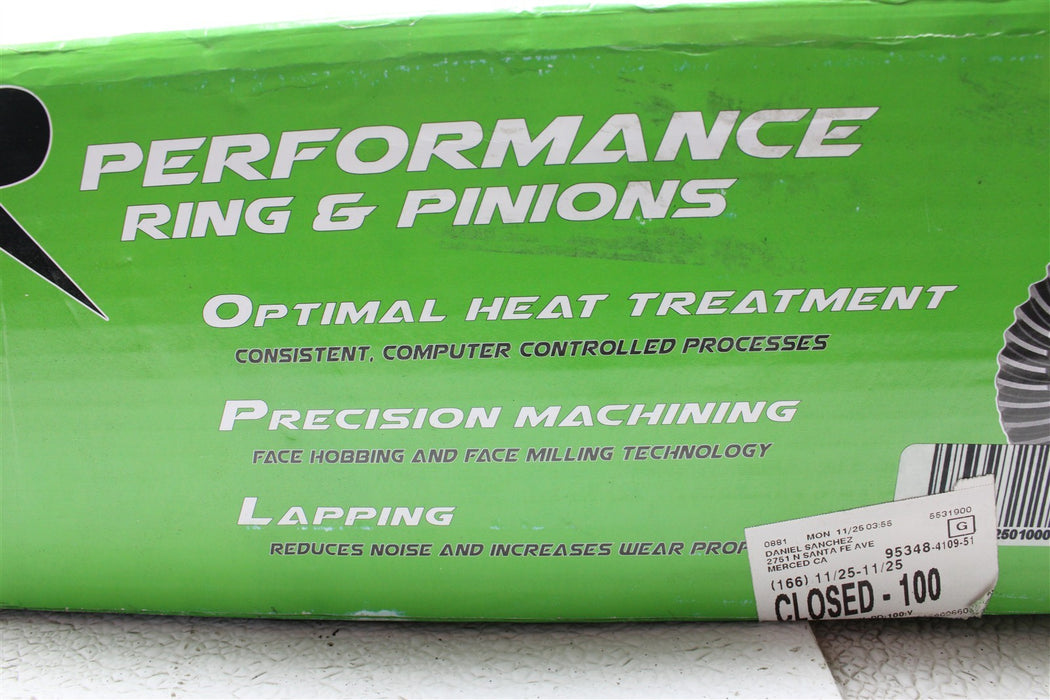 PERFORMANCE
RING & PINIONS
OPTIMAL HEAT TREATMENT
CONSISTENT, COMPUTER CONTROLLED PROCESSES
PRECISION MACHINING
FACE HOBBING AND FACE MILLING TECHNOLOGY
LAPPING
REDUCES NOISE AND INCREASES WEAR PROP
0881 MON 11/25 03:55 5531900
DANIEL SANCHEZ G
2751 N SANTA FE AVE
MERCED CA 95348-4109-51
(166) 11/25-11/25
CLOSED - 100